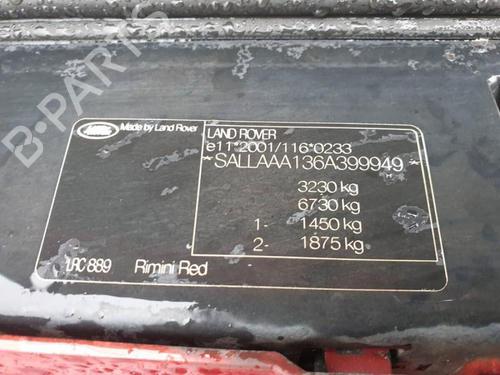 Made by Land Rover
LAND ROVER
e11*2001/116*0233
*SALLAAA136A399949*
3230 kg
6730 kg
1- 1450 kg
2- 1875 kg
LRC 889 Rimini Red
B-PARTS